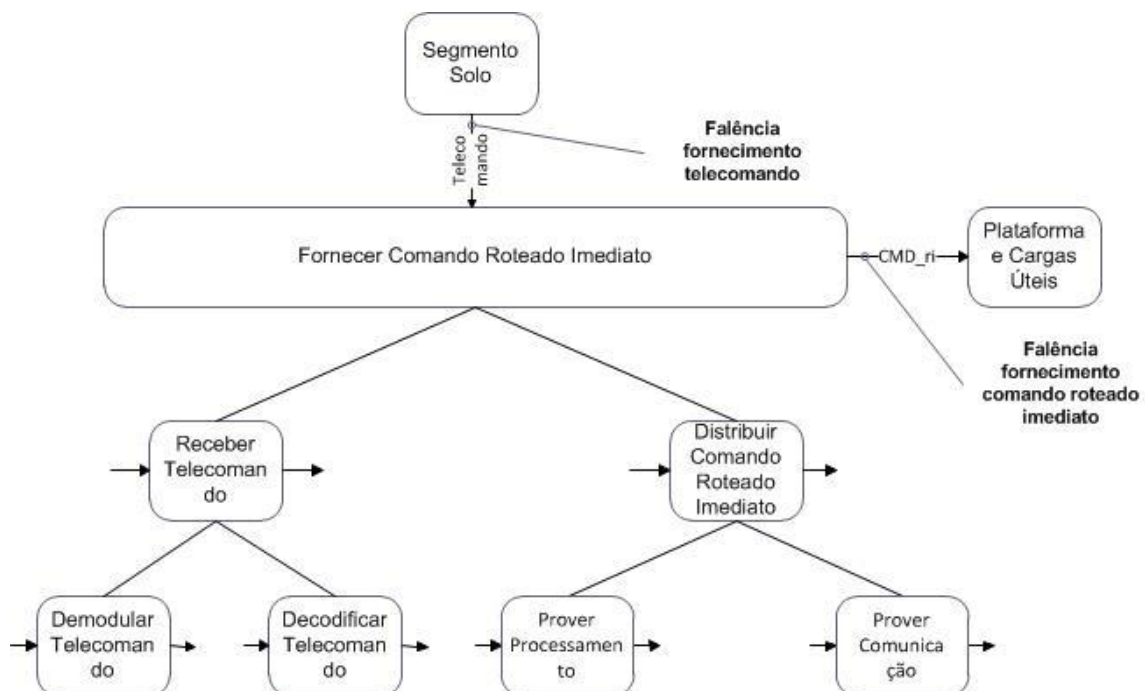 Segmento
Solo
Teleco
mando
Falência
fornecimento
telecomando
Fornecer Comando Roteado Imediato
CMD_ri
Plataforma
e Cargas
Úteis
Falência
fornecimento
comando roteado
imediato
Receber
Telecoman
do
Distribuir
Comando
Roteado
Imediato
Demodular
Telecoman
do
Decodificar
Telecoman
do
Prover
Processamen
to
Prover
Comunica
ção